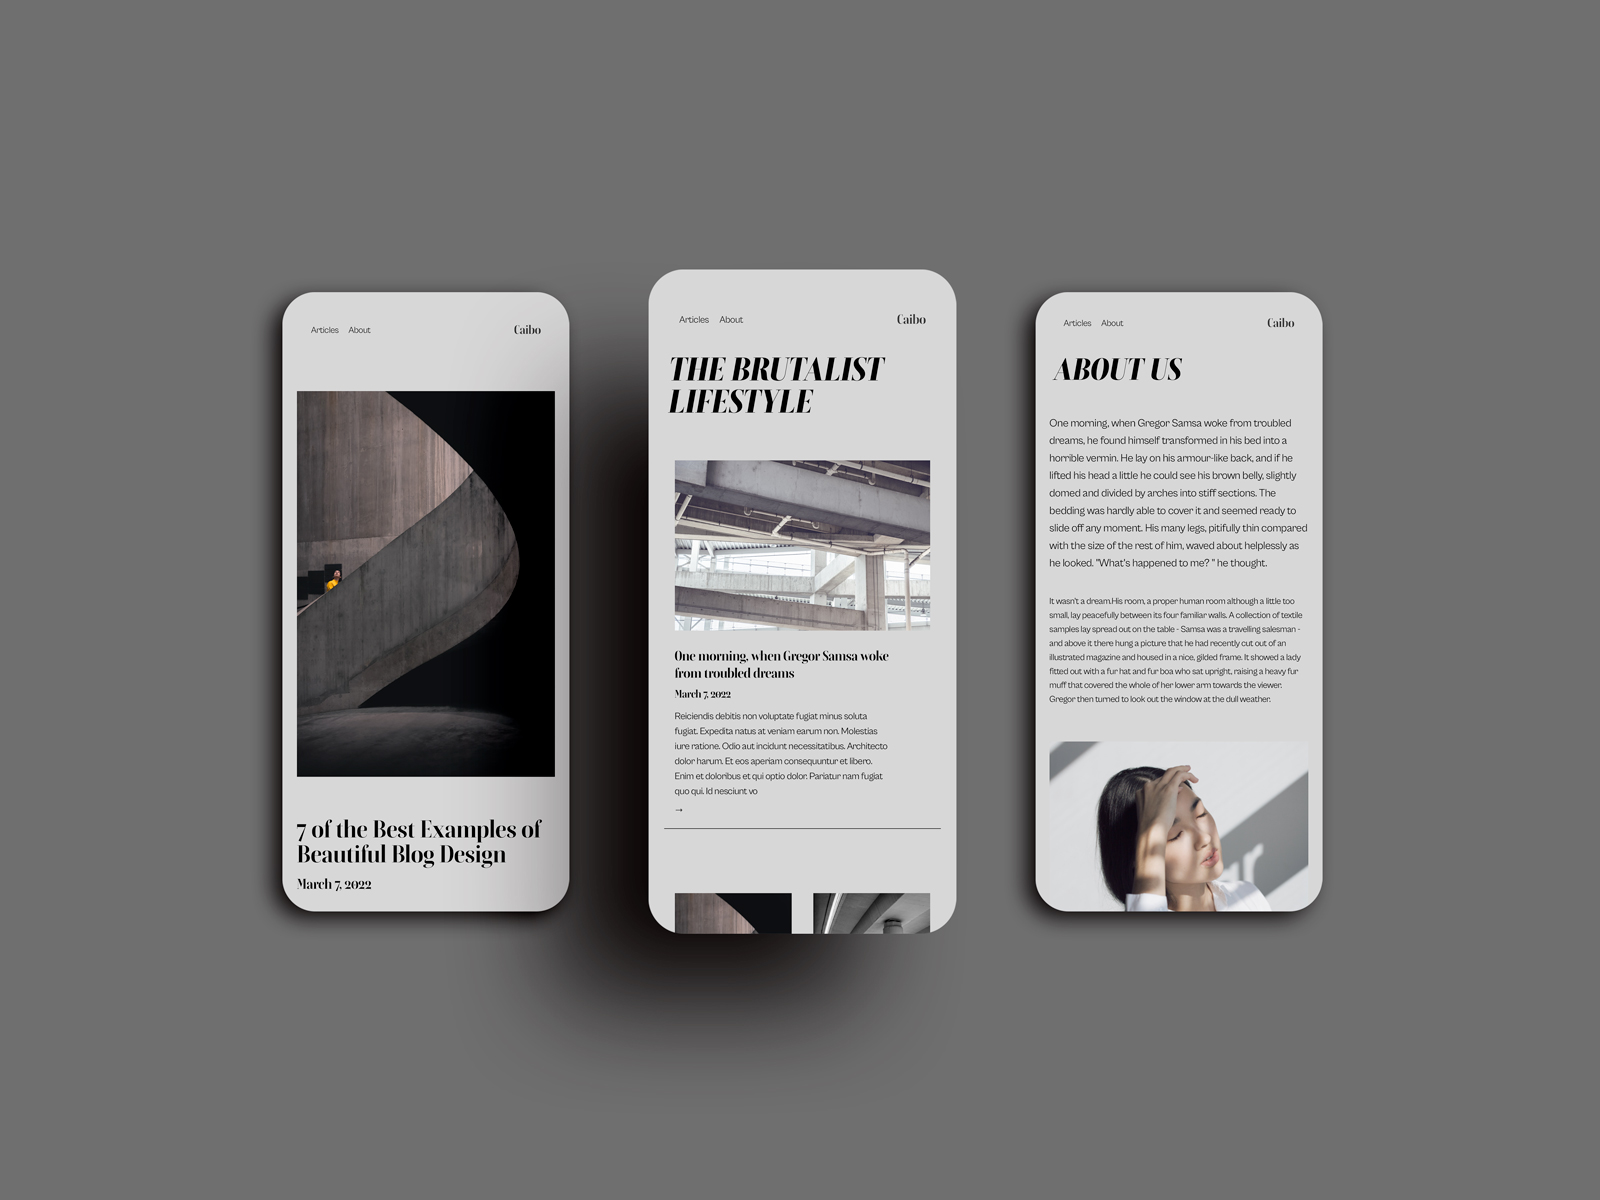 Articles About Caibo
7 of the Best Examples of
Beautiful Blog Design
March 7, 2022
Articles About Caibo
THE BRUTALIST
LIFESTYLE
One morning, when Gregor Samsa woke
from troubled dreams
March 7, 2022
Reiciendis debitis non voluptate fugiat minus soluta
fugiat. Expedita natus at veniam earum non. Molestias
iure ratione. Odio aut incidunt necessitatibus. Architecto
dolor harum. Et eos aperiam consequuntur et libero.
Enim et doloribus et qui optio dolor. Pariatur nam fugiat
quo qui. Id nesciunt vo
→
Articles About Caibo
ABOUT US
One morning, when Gregor Samsa woke from troubled
dreams, he found himself transformed in his bed into a
horrible vermin. He lay on his armour-like back, and if he
lifted his head a little he could see his brown belly, slightly
domed and divided by arches into stiff sections. The
bedding was hardly able to cover it and seemed ready to
slide off any moment. His many legs, pitifully thin compared
with the size of the rest of him, waved about helplessly as
he looked. "What's happened to me? " he thought.
It wasn't a dream.His room, a proper human room although a little too
small, lay peacefully between its four familiar walls. A collection of textile
samples lay spread out on the table - Samsa was a travelling salesman -
and above it there hung a picture that he had recently cut out of an
illustrated magazine and housed in a nice, gilded frame. It showed a lady
fitted out with a fur hat and fur boa who sat upright, raising a heavy fur
muff that covered the whole of her lower arm towards the viewer.
Gregor then turned to look out the window at the dull weather.